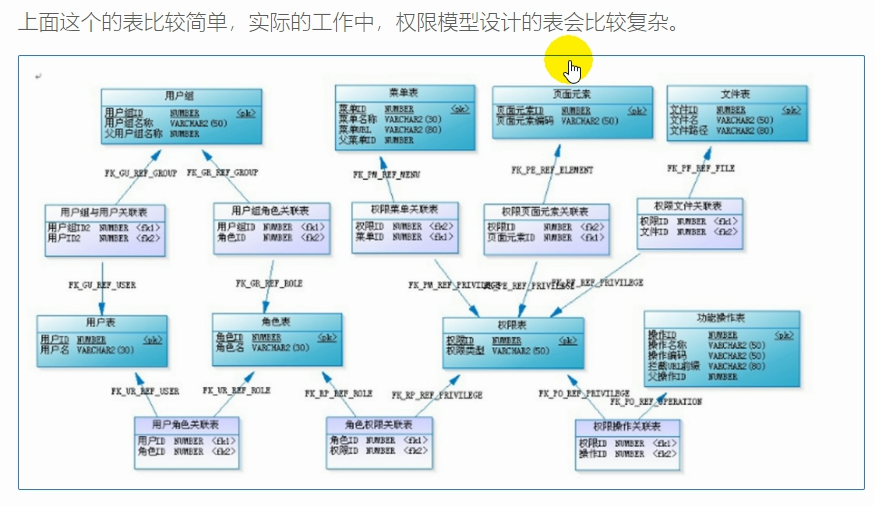 上面这个的表比较简单，实际的工作中，权限模型设计的表会比较复杂。
用户组
用户组ID NUMBER <pk>
用户组名称 VARCHAR2(50)
父用户组名称 NUMBER
菜单表
菜单ID NUMBER <pk>
菜单名称 VARCHAR2(30)
菜单URL VARCHAR2(80)
父菜单ID NUMBER
页面元素
页面元素ID NUMBER <pk>
页面元素编码 VARCHAR2(50)
文件表
文件ID NUMBER <pk>
文件名 VARCHAR2(50)
文件路径 VARCHAR2(80)
FK_GU_REF_GROUP
FK_GR_REF_GROUP
FK_PM_REF_MENU
FK_PE_REF_ELEMENT
FK_PF_REF_FILE
用户组与用户关联表
用户组ID2 NUMBER <fk1>
用户ID2 NUMBER <fk2>
用户组角色关联表
用户组ID NUMBER <fk1>
角色ID NUMBER <fk2>
权限菜单关联表
权限ID NUMBER <fk2>
菜单ID NUMBER <fk1>
权限页面元素关联表
权限ID NUMBER <fk2>
页面元素ID NUMBER <fk1>
权限文件关联表
权限ID NUMBER <fk1>
文件ID NUMBER <fk2>
FK_GU_REF_USER
FK_GR_REF_ROLE
FK_PM_REF_PRIVILEGE
FK_PE_REF_PRIVILEGE
FK_PF_REF_PRIVILEGE
用户表
用户ID NUMBER <pk>
用户名 VARCHAR2(30)
角色表
角色ID NUMBER <pk>
角色名 VARCHAR2(30)
权限表
权限ID NUMBER <pk>
权限类型 VARCHAR2(50)
功能操作表
操作ID NUMBER <pk>
操作名称 VARCHAR2(50)
操作编码 VARCHAR2(50)
拦截URL前缀 VARCHAR2(80)
父操作ID NUMBER
FK_UR_REF_USER
FK_UR_REF_ROLE
FK_RP_REF_ROLE
FK_RP_REF_PRIVILEGE
FK_PO_REF_PRIVILEGE
FK_PO_REF_OPERATION
用户角色关联表
用户ID NUMBER <fk1>
角色ID NUMBER <fk2>
角色权限关联表
角色ID NUMBER <fk1>
权限ID NUMBER <fk2>
权限操作关联表
权限ID NUMBER <fk1>
操作ID NUMBER <fk2>